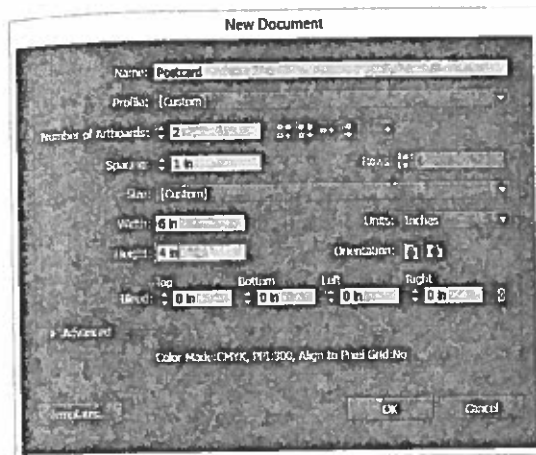 New Document
Name: Postcard
Profile: [Custom]
Number of Artboards: 2
Spacing: 1 in Rows:
Size: [Custom]
Width: 6 in Units: Inches
Height: 4 in Orientation:
Top Bottom Left Right
Bleed: 0 in 0 in 0 in 0 in
Advanced
Color Mode:CMYK, PPI:300, Align to Pixel Grid:No
Templates... OK Cancel